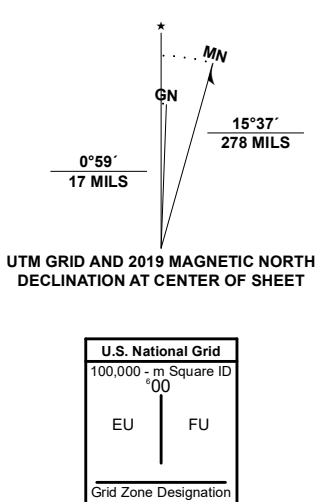 ★
MN
GN
15°37´
278 MILS
0°59´
17 MILS
UTM GRID AND 2019 MAGNETIC NORTH
DECLINATION AT CENTER OF SHEET
U.S. National Grid
100,000 - m Square ID
⁶00
EU FU
Grid Zone Designation